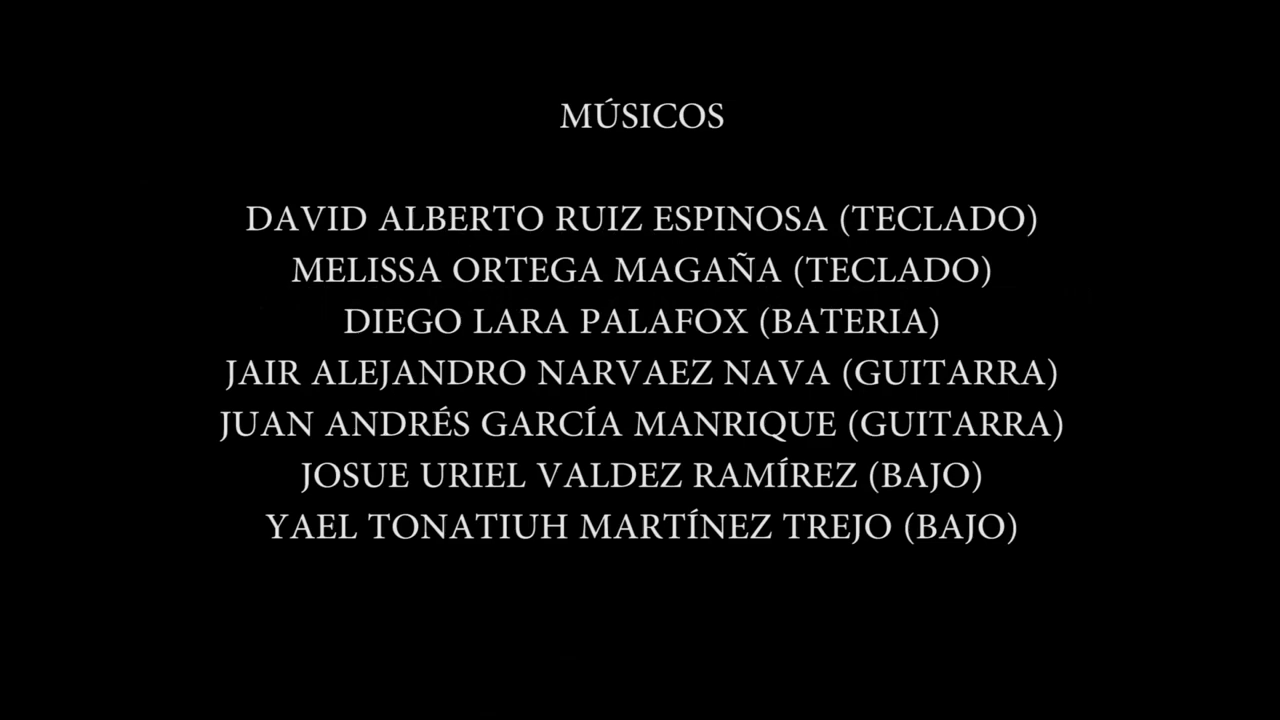 MÚSICOS
DAVID ALBERTO RUIZ ESPINOSA (TECLADO)
MELISSA ORTEGA MAGAÑA (TECLADO)
DIEGO LARA PALAFOX (BATERIA)
JAIR ALEJANDRO NARVAEZ NAVA (GUITARRA)
JUAN ANDRÉS GARCÍA MANRIQUE (GUITARRA)
JOSUE URIEL VALDEZ RAMÍREZ (BAJO)
YAEL TONATIUH MARTÍNEZ TREJO (BAJO)